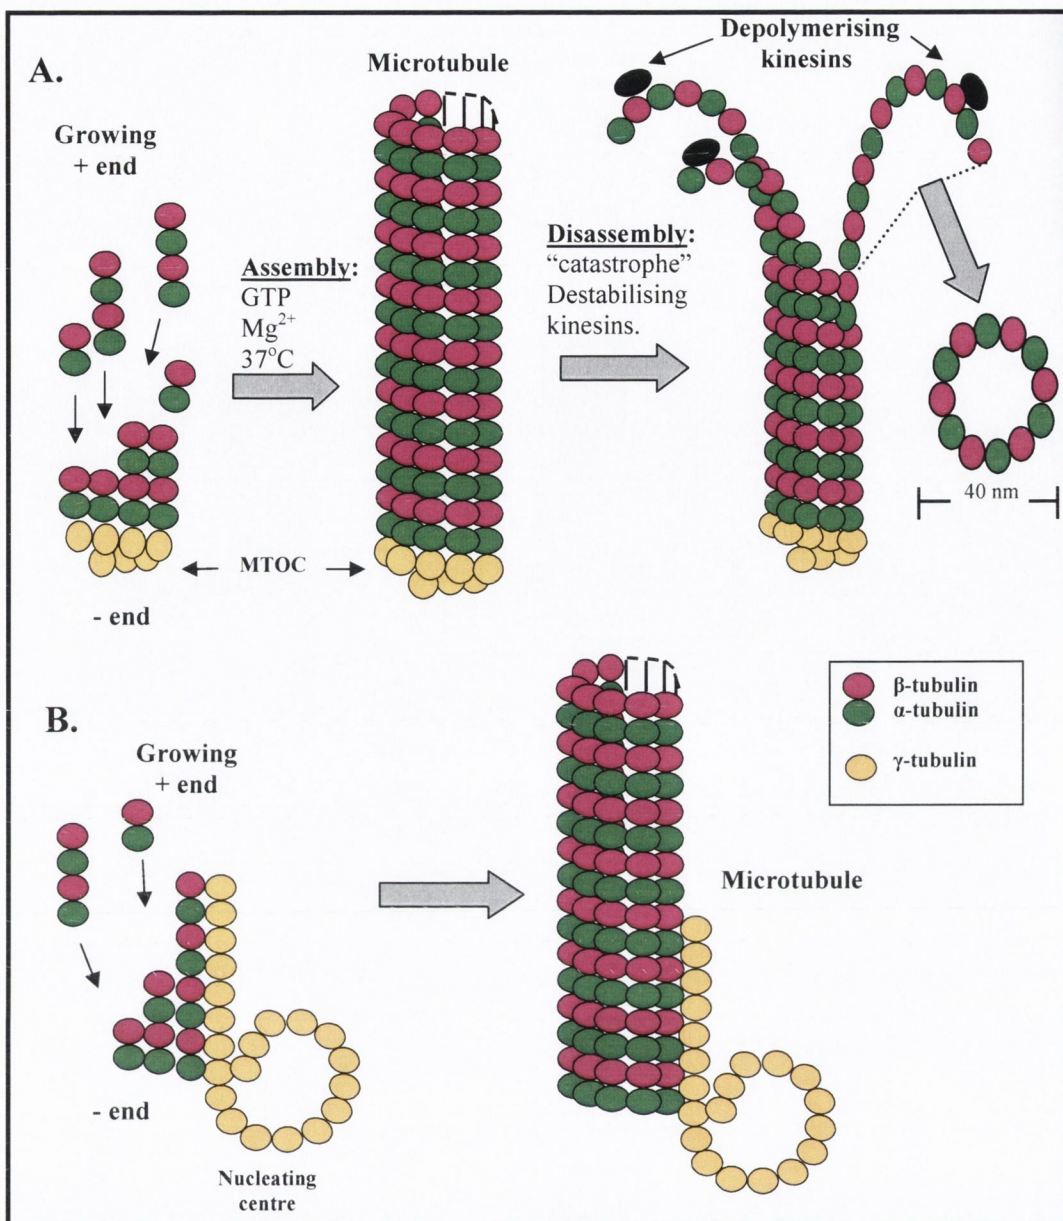 A.
Growing
+ end
Assembly:
GTP
Mg²⁺
37°C
Microtubule
Disassembly:
“catastrophe”
Destabilising
kinesins.
Depolymerising
kinesins
40 nm
MTOC
- end
B.
Growing
+ end
- end
Nucleating
centre
Microtubule
β-tubulin
α-tubulin
γ-tubulin